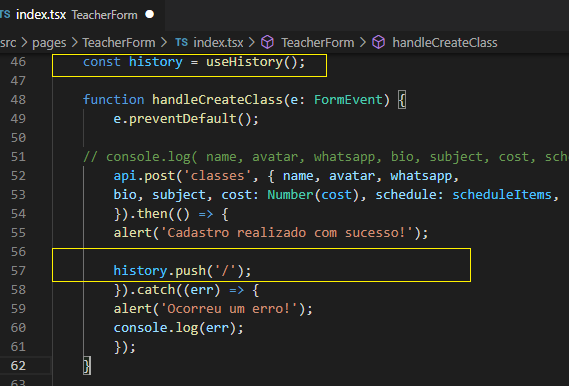 TS index.tsx TeacherForm ●
src > pages > TeacherForm > TS index.tsx > TeacherForm > handleCreateClass
46 const history = useHistory();
47
48 function handleCreateClass(e: FormEvent) {
49 e.preventDefault();
50
51 // console.log( name, avatar, whatsapp, bio, subject, cost, sch
52 api.post('classes', { name, avatar, whatsapp,
53 bio, subject, cost: Number(cost), schedule: scheduleItems,
54 }).then(() => {
55 alert('Cadastro realizado com sucesso!');
56
57 history.push('/');
58 }).catch((err) => {
59 alert('Ocorreu um erro!');
60 console.log(err);
61 });
62 }
63